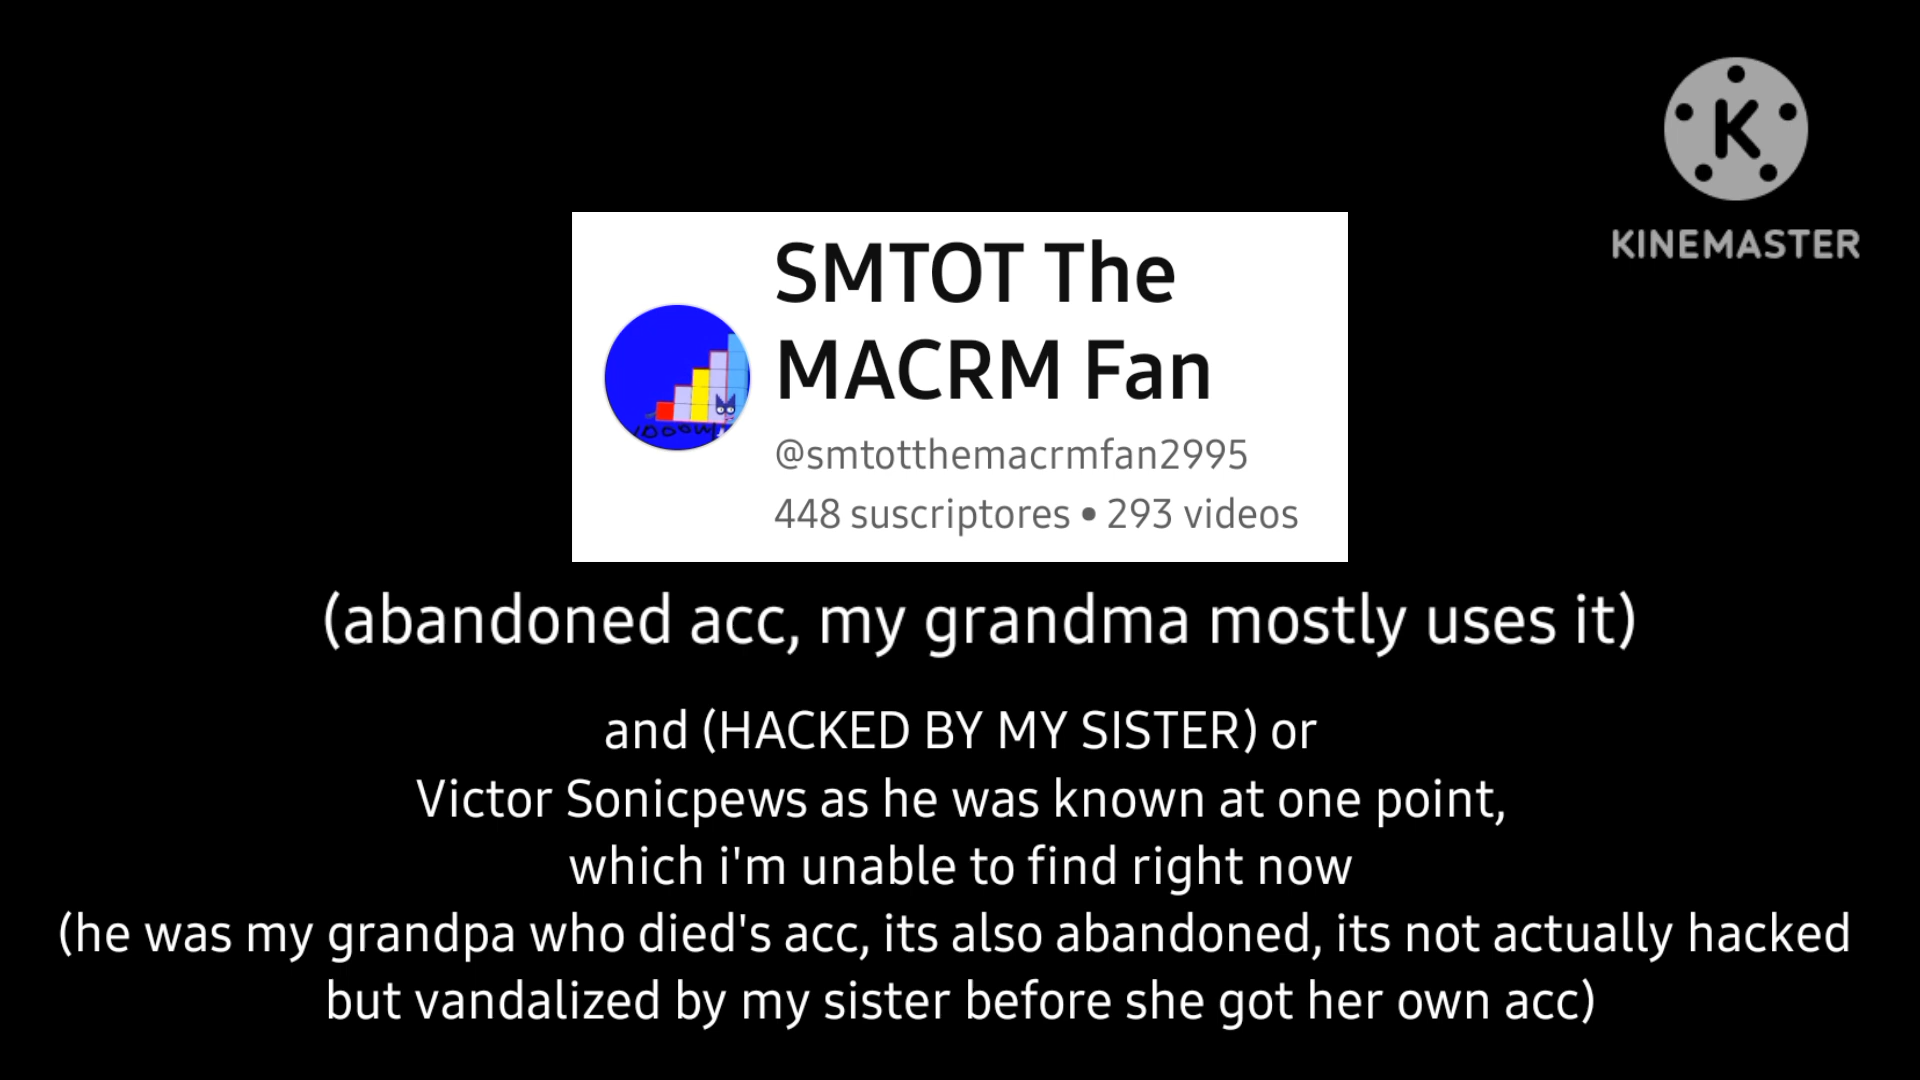 K
KINEMASTER
SMTOT The
MACRM Fan
@smtotthemacrmfan2995
448 suscriptores • 293 videos
(abandoned acc, my grandma mostly uses it)
and (HACKED BY MY SISTER) or
Victor Sonicpews as he was known at one point,
which i'm unable to find right now
(he was my grandpa who died's acc, its also abandoned, its not actually hacked
but vandalized by my sister before she got her own acc)